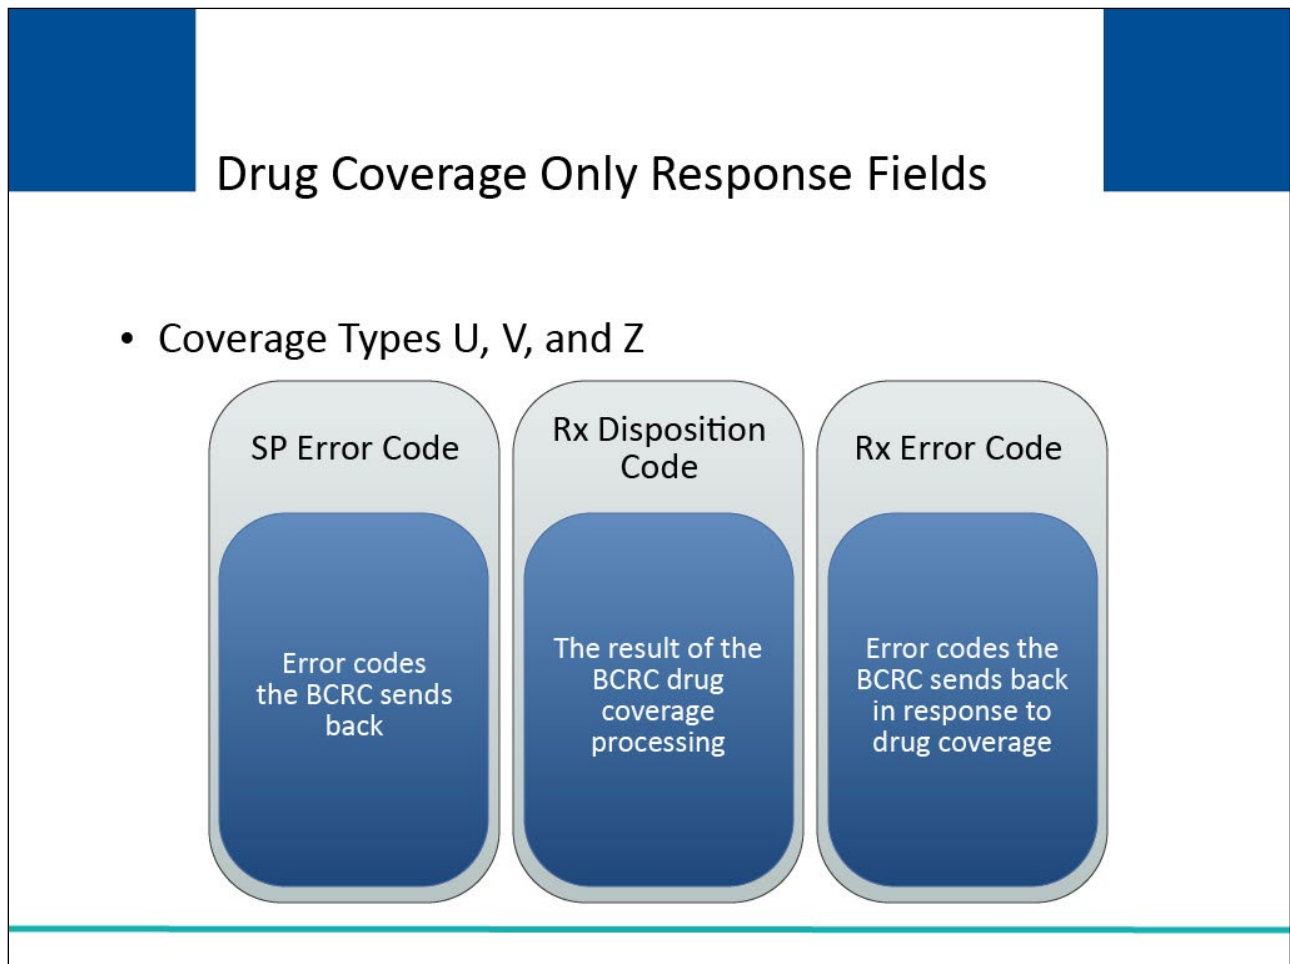 Drug Coverage Only Response Fields
• Coverage Types U, V, and Z
SP Error Code
Error codes
the BCRC sends
back
Rx Disposition
Code
The result of the
BCRC drug
coverage
processing
Rx Error Code
Error codes the
BCRC sends back
in response to
drug coverage